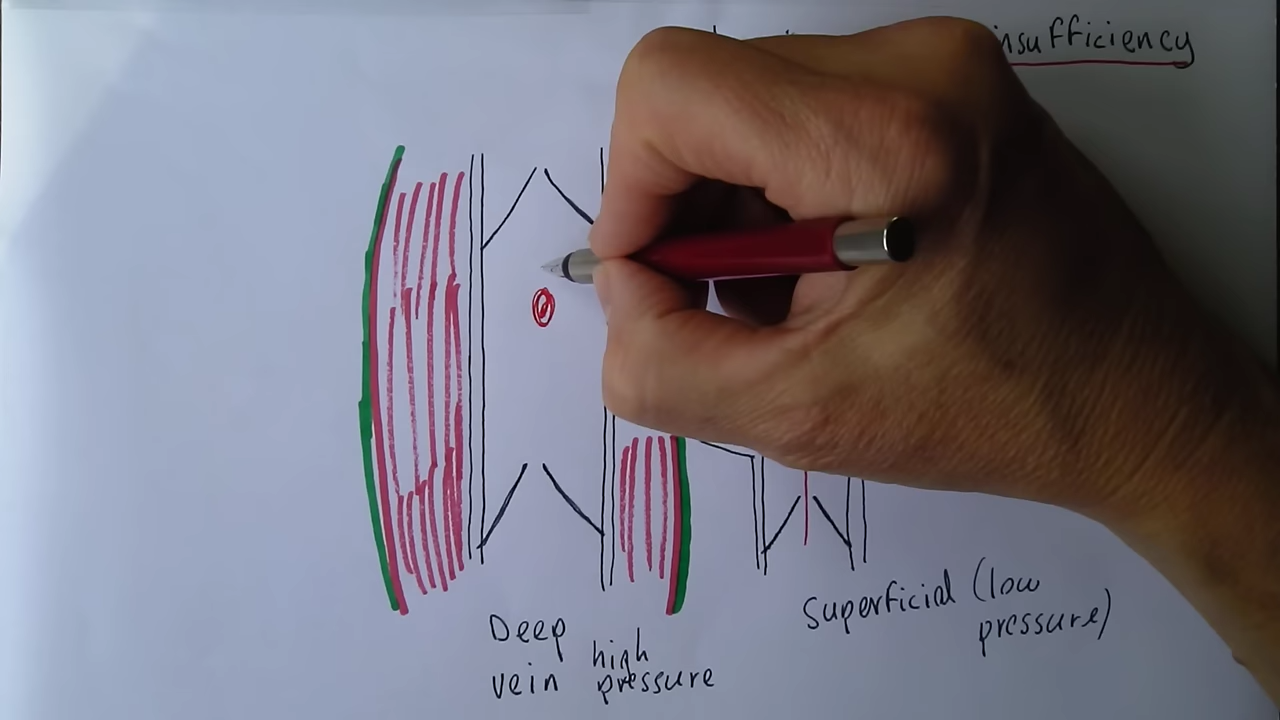 insufficiency
Deep
vein
high
pressure
Superficial (low
pressure)